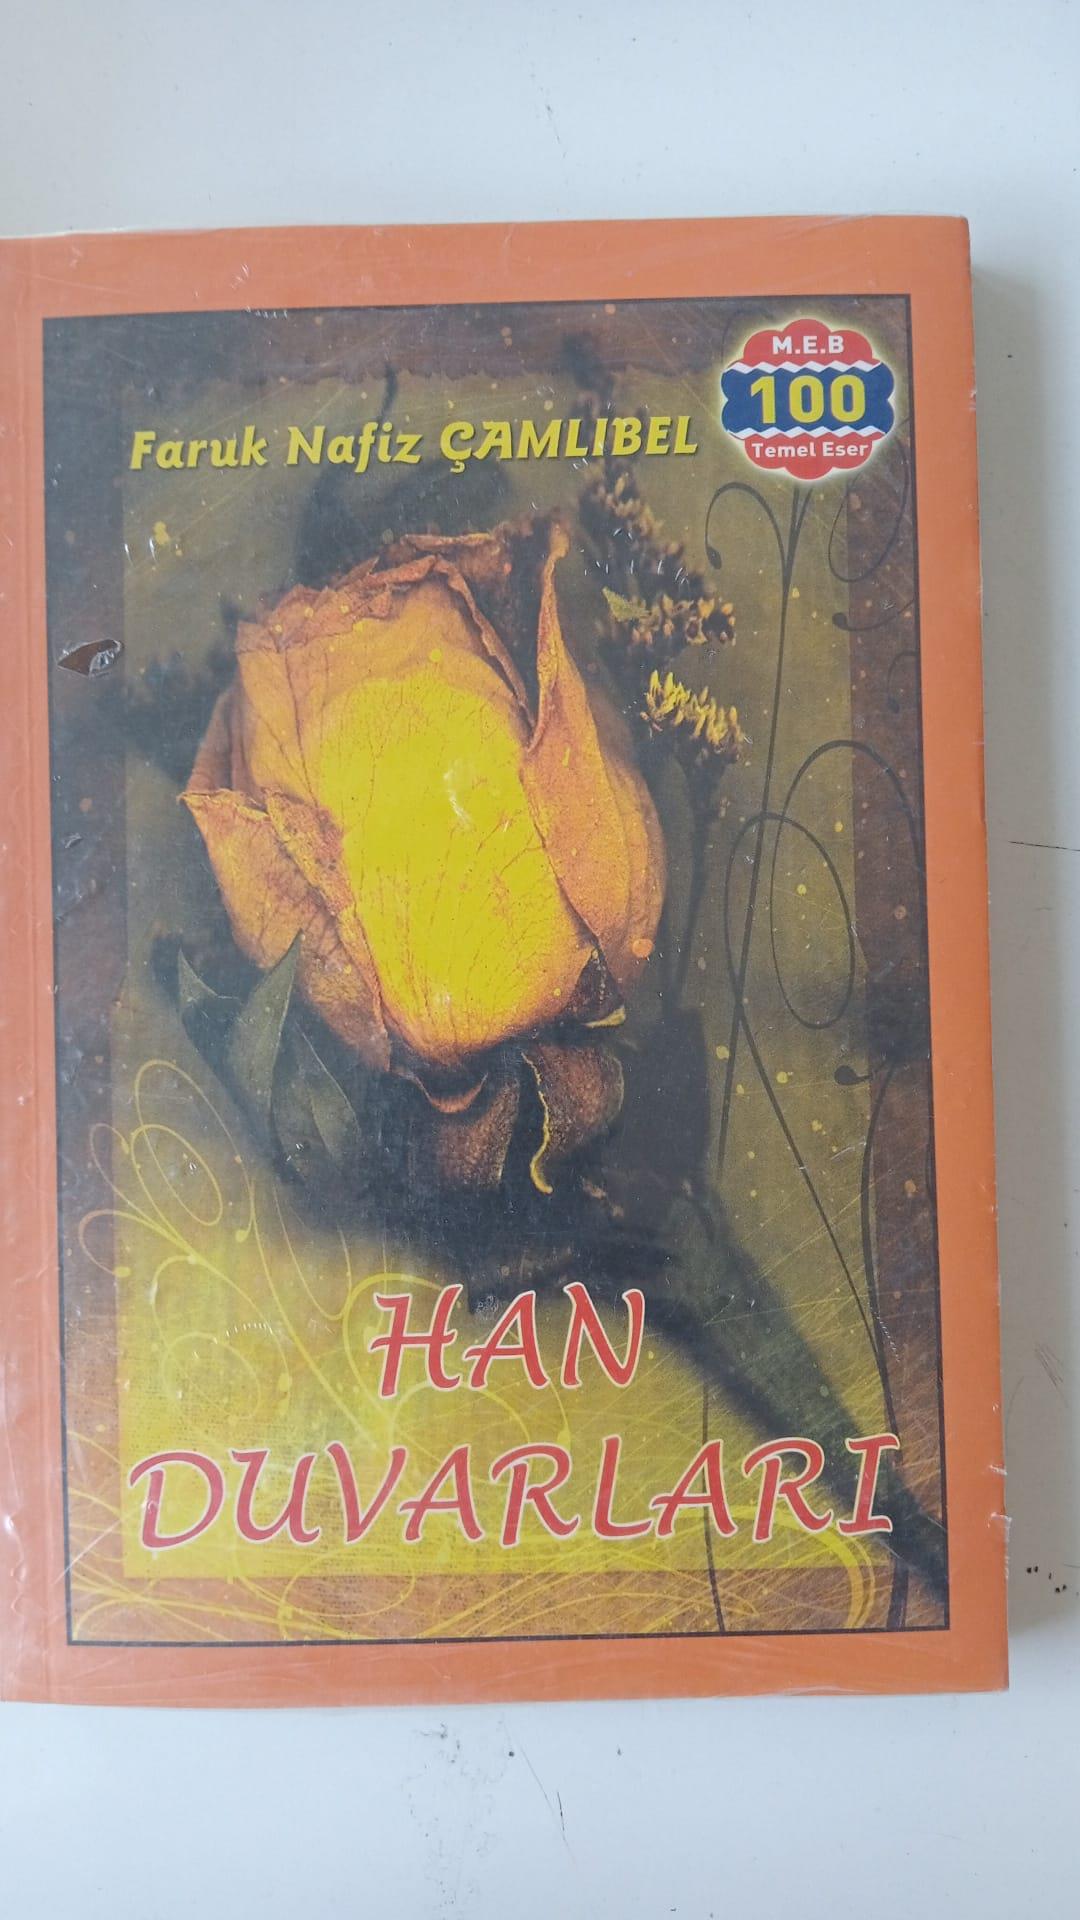 M.E.B
100
Temel Eser
Faruk Nafiz ÇAMLIBEL
HAN
DUVARLARI